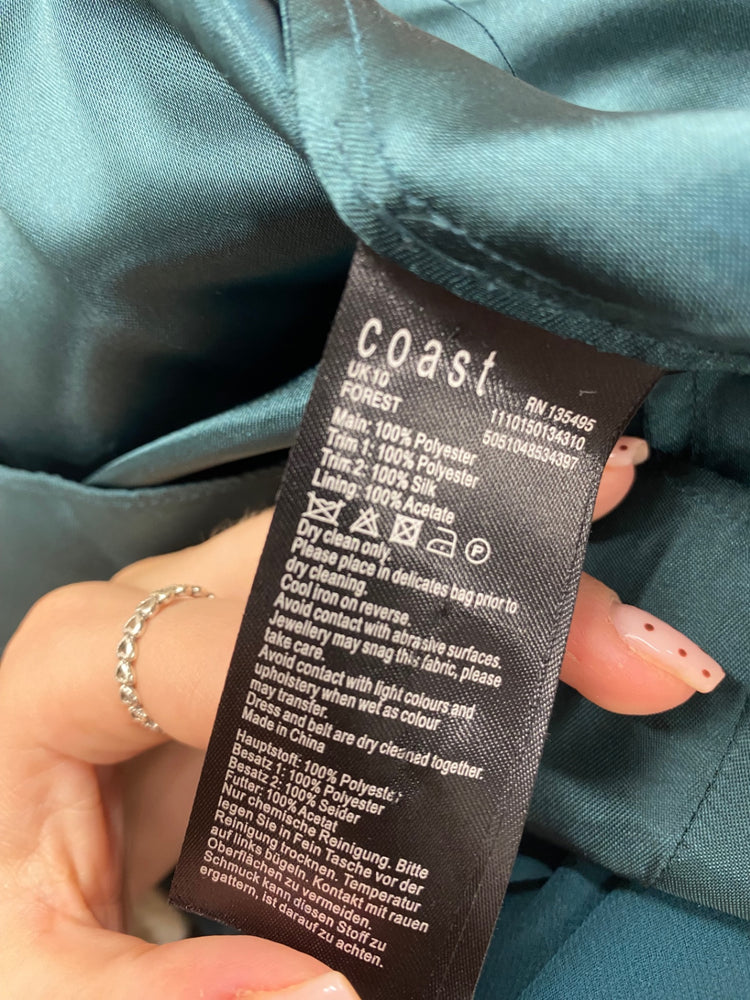 coast
UK10
FOREST
RN 135495
1110150134310
5051048534397
Main: 100% Polyester
Trim 1: 100% Polyester
Trim 2: 100% Silk
Lining: 100% Acetate
P
Dry clean only.
Please place in delicates bag prior to
dry cleaning.
Cool iron on reverse.
Avoid contact with abrasive surfaces.
Jewellery may snag this fabric, please
take care.
Avoid contact with light colours and
upholstery when wet as colour
may transfer.
Dress and belt are dry cleaned together.
Made in China
Hauptstoff: 100% Polyester
Besatz 1: 100% Polyester
Besatz 2: 100% Seider
Futter: 100% Acetat
Nur chemische Reinigung. Bitte
legen Sie in Fein Tasche vor der
Reinigung trocknen. Temperatur
auf links bügeln. Kontakt mit rauen
Oberflächen zu vermeiden.
Schmuck kann diesen Stoff zu
ergattern, ist darauf zu achten.